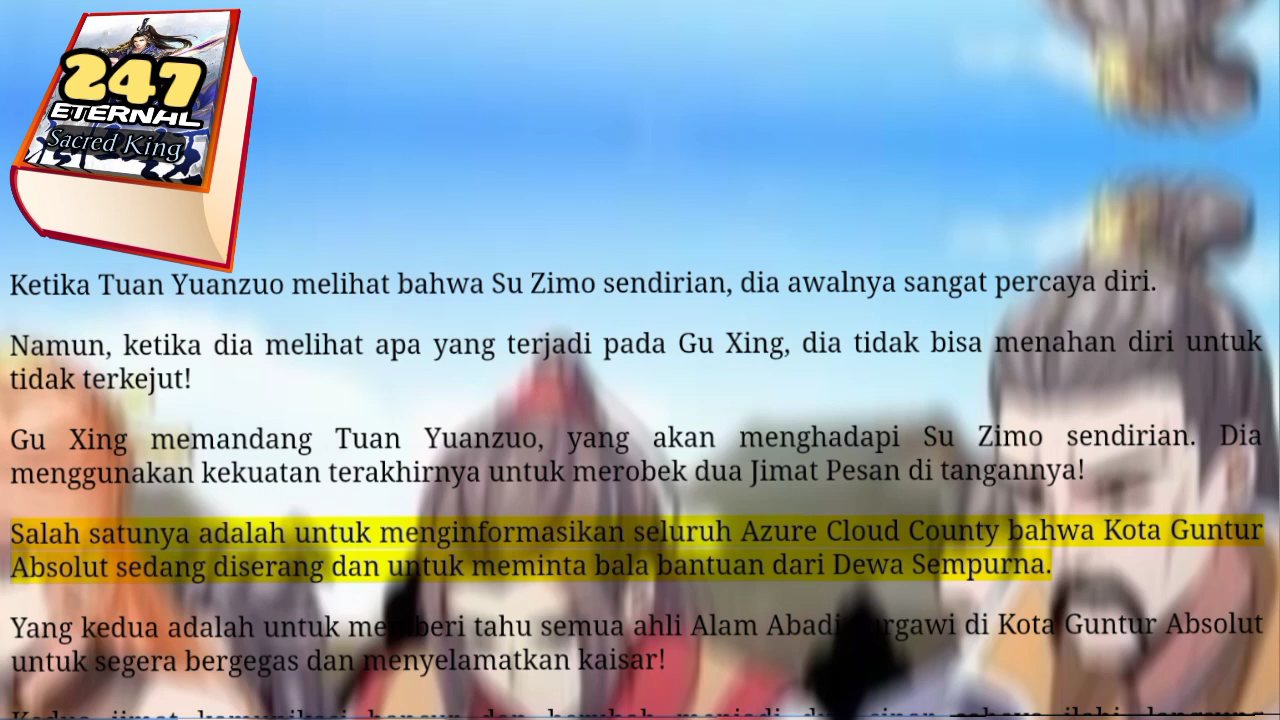 247
ETERNAL
Sacred King
Ketika Tuan Yuanzuo melihat bahwa Su Zimo sendirian, dia awalnya sangat percaya diri.
Namun, ketika dia melihat apa yang terjadi pada Gu Xing, dia tidak bisa menahan diri untuk
tidak terkejut!
Gu Xing memandang Tuan Yuanzuo, yang akan menghadapi Su Zimo sendirian. Dia
menggunakan kekuatan terakhirnya untuk merobek dua Jimat Pesan di tangannya!
Salah satunya adalah untuk menginformasikan seluruh Azure Cloud County bahwa Kota Guntur
Absolut sedang diserang dan untuk meminta bala bantuan dari Dewa Sempurna.
Yang kedua adalah untuk memberi tahu semua ahli Alam Abadi Surgawi di Kota Guntur Absolut
untuk segera bergegas dan menyelamatkan kaisar!